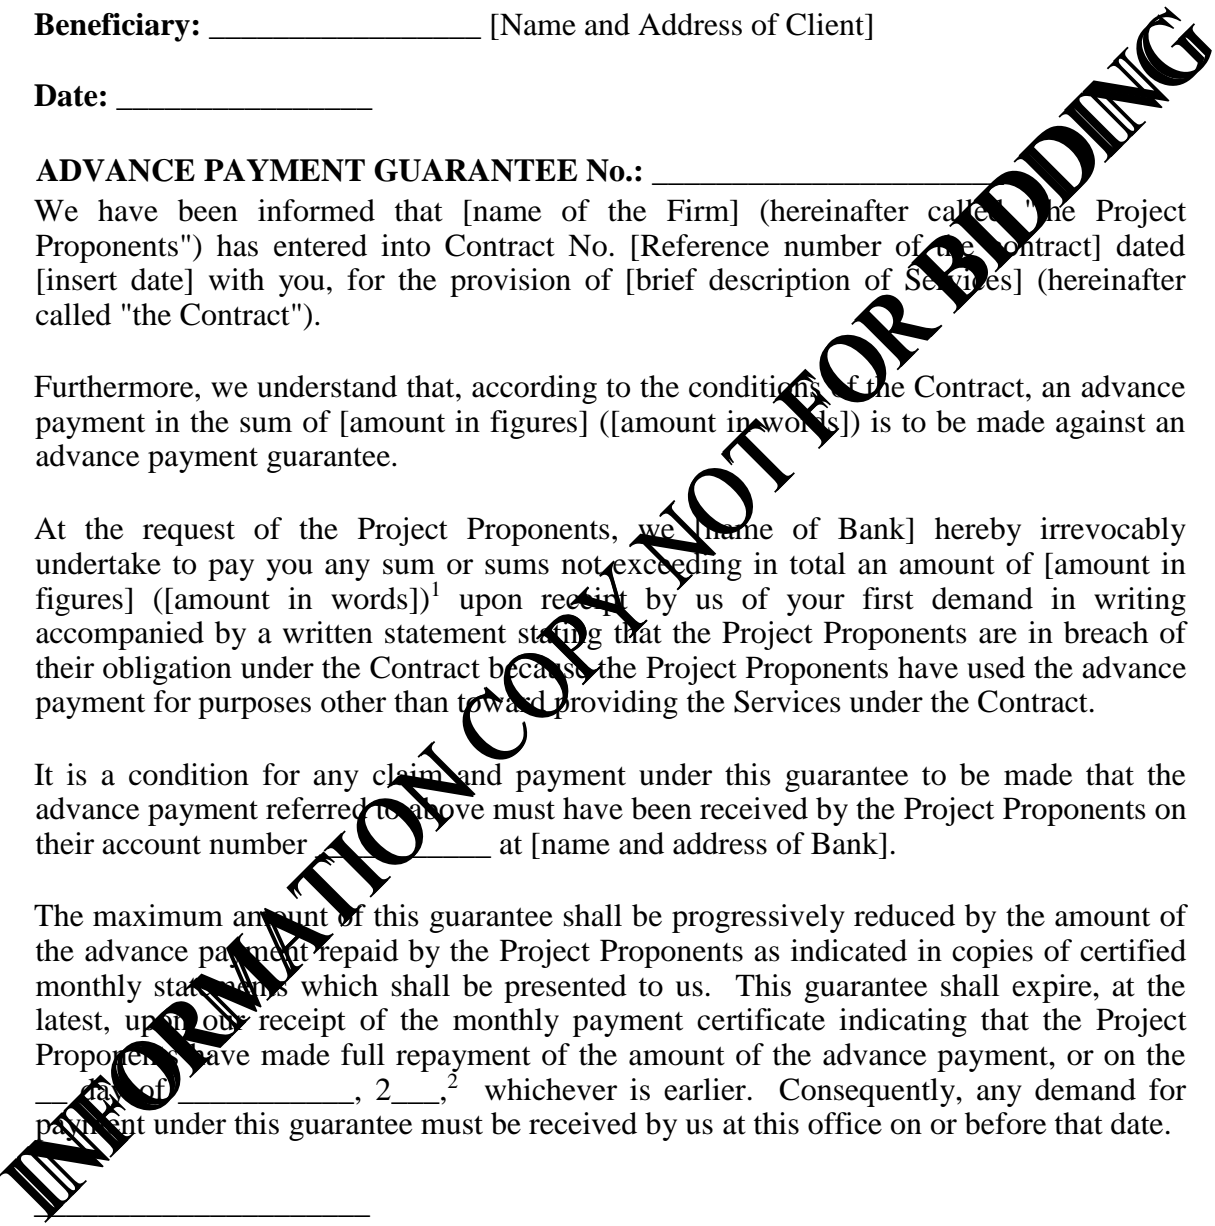 Beneficiary: _________________ [Name and Address of Client]
Date: ________________
ADVANCE PAYMENT GUARANTEE No.: ______________________
We have been informed that [name of the Firm] (hereinafter called "the Project
Proponents") has entered into Contract No. [Reference number of the contract] dated
[insert date] with you, for the provision of [brief description of Services] (hereinafter
called "the Contract").
Furthermore, we understand that, according to the conditions of the Contract, an advance
payment in the sum of [amount in figures] ([amount in words]) is to be made against an
advance payment guarantee.
At the request of the Project Proponents, we [name of Bank] hereby irrevocably
undertake to pay you any sum or sums not exceeding in total an amount of [amount in
figures] ([amount in words])1 upon receipt by us of your first demand in writing
accompanied by a written statement stating that the Project Proponents are in breach of
their obligation under the Contract because the Project Proponents have used the advance
payment for purposes other than toward providing the Services under the Contract.
It is a condition for any claim and payment under this guarantee to be made that the
advance payment referred to above must have been received by the Project Proponents on
their account number ___________ at [name and address of Bank].
The maximum amount of this guarantee shall be progressively reduced by the amount of
the advance payment repaid by the Project Proponents as indicated in copies of certified
monthly statements which shall be presented to us. This guarantee shall expire, at the
latest, upon our receipt of the monthly payment certificate indicating that the Project
Proponents have made full repayment of the amount of the advance payment, or on the
__ day of ___________, 2___,2 whichever is earlier. Consequently, any demand for
payment under this guarantee must be received by us at this office on or before that date.
_____________________
INFORMATION COPY NOT FOR BIDDING